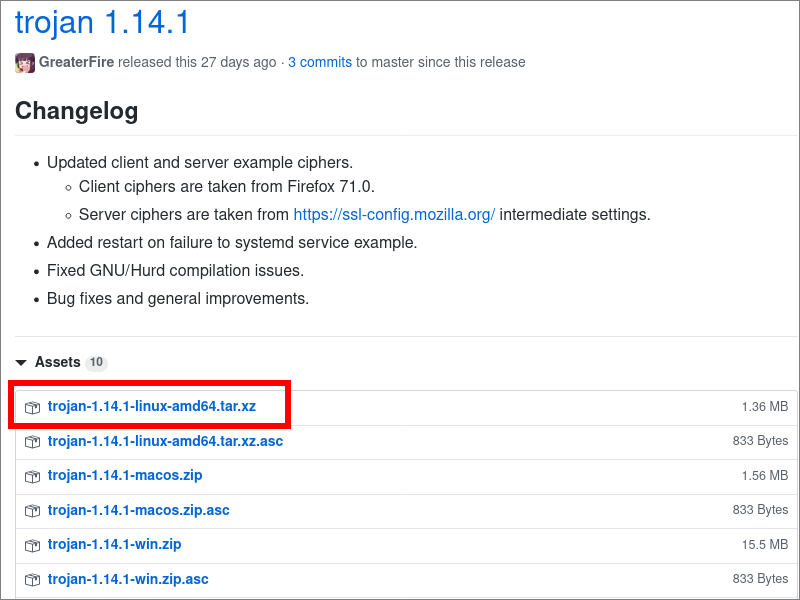 trojan 1.14.1
GreaterFire released this 27 days ago · 3 commits to master since this release
Changelog
• Updated client and server example ciphers.
◦ Client ciphers are taken from Firefox 71.0.
◦ Server ciphers are taken from https://ssl-config.mozilla.org/ intermediate settings.
• Added restart on failure to systemd service example.
• Fixed GNU/Hurd compilation issues.
• Bug fixes and general improvements.
Assets 10
trojan-1.14.1-linux-amd64.tar.xz 1.36 MB
trojan-1.14.1-linux-amd64.tar.xz.asc 833 Bytes
trojan-1.14.1-macos.zip 1.56 MB
trojan-1.14.1-macos.zip.asc 833 Bytes
trojan-1.14.1-win.zip 15.5 MB
trojan-1.14.1-win.zip.asc 833 Bytes